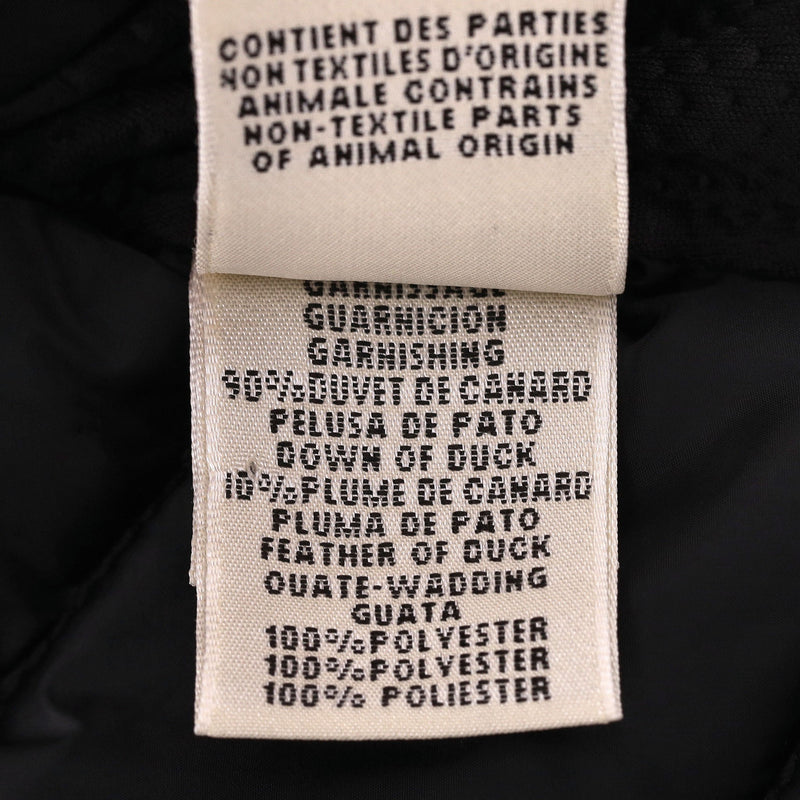 CONTIENT DES PARTIES
NON TEXTILES D'ORIGINE
ANIMALE CONTRAINS
NON-TEXTILE PARTS
OF ANIMAL ORIGIN
GARNISSAGE
GUARNICION
GARNISHING
90%DUVET DE CANARD
PELUSA DE PATO
DOWN OF DUCK
10%PLUME DE CANARD
PLUMA DE PATO
FEATHER OF DUCK
OUATE-WADDING
GUATA
100%POLYESTER
100%POLYESTER
100% POLIESTER